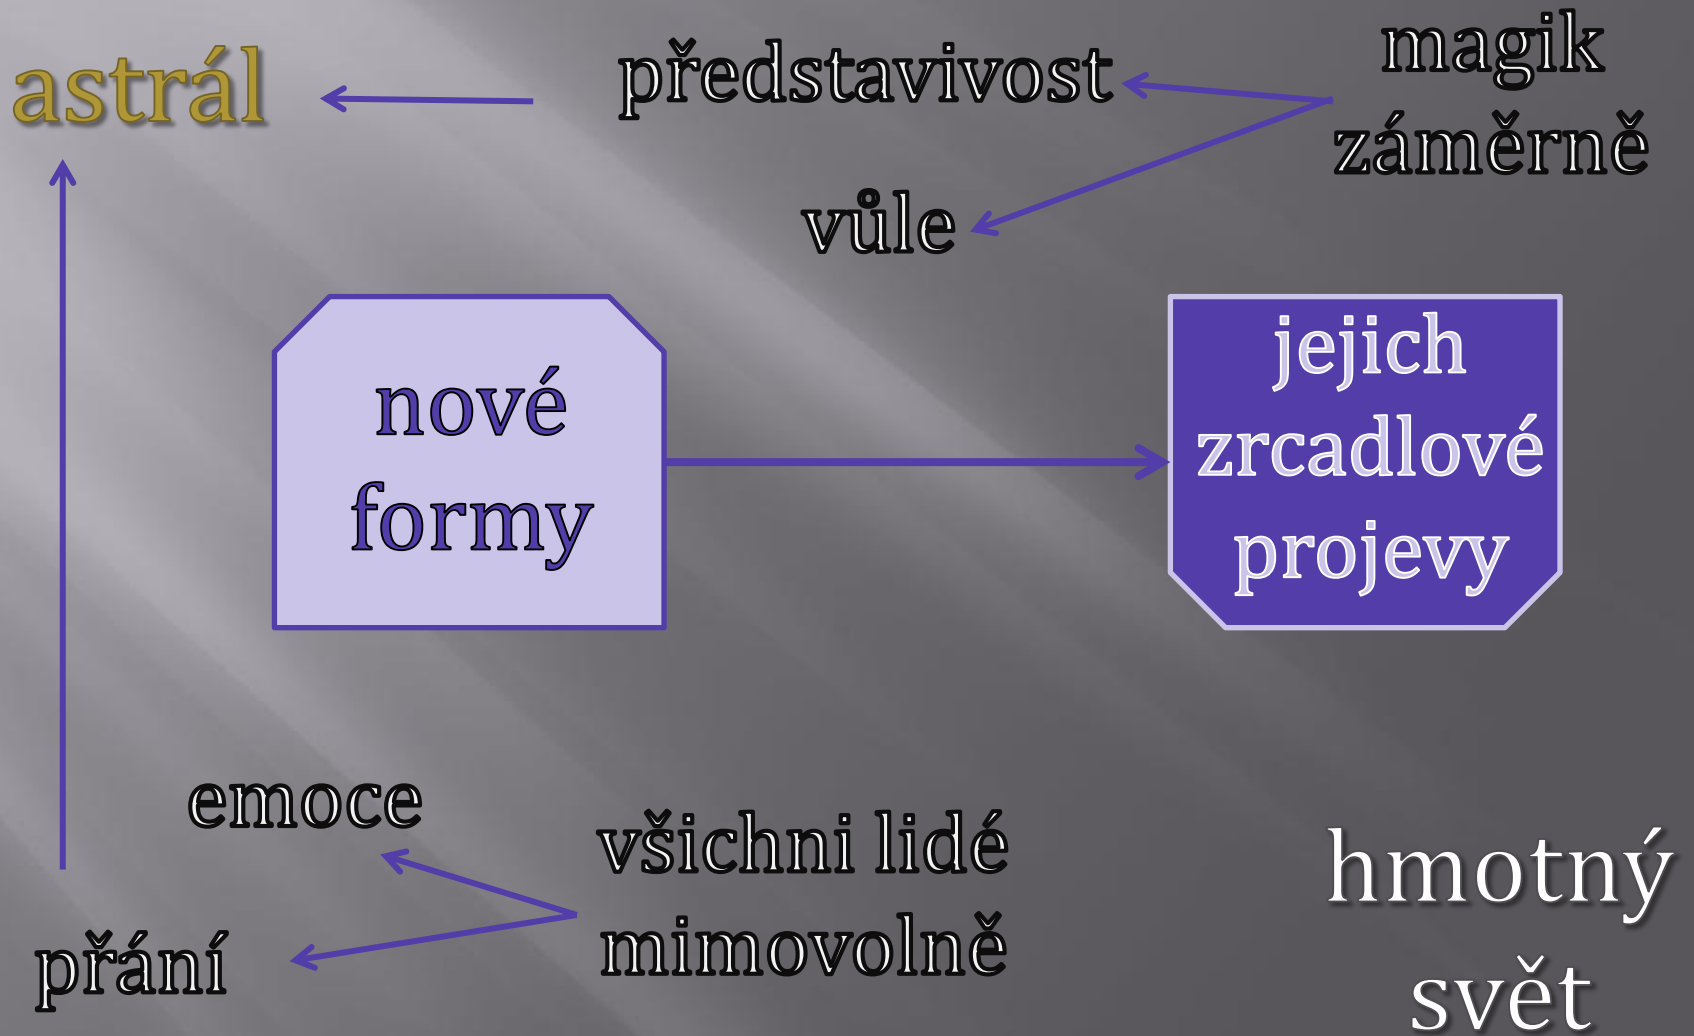 astrál
představivost
magik
záměrně
vůle
nové
formy
jejich
zrcadlové
projevy
emoce
přání
všichni lidé
mimovolně
hmotný
svět